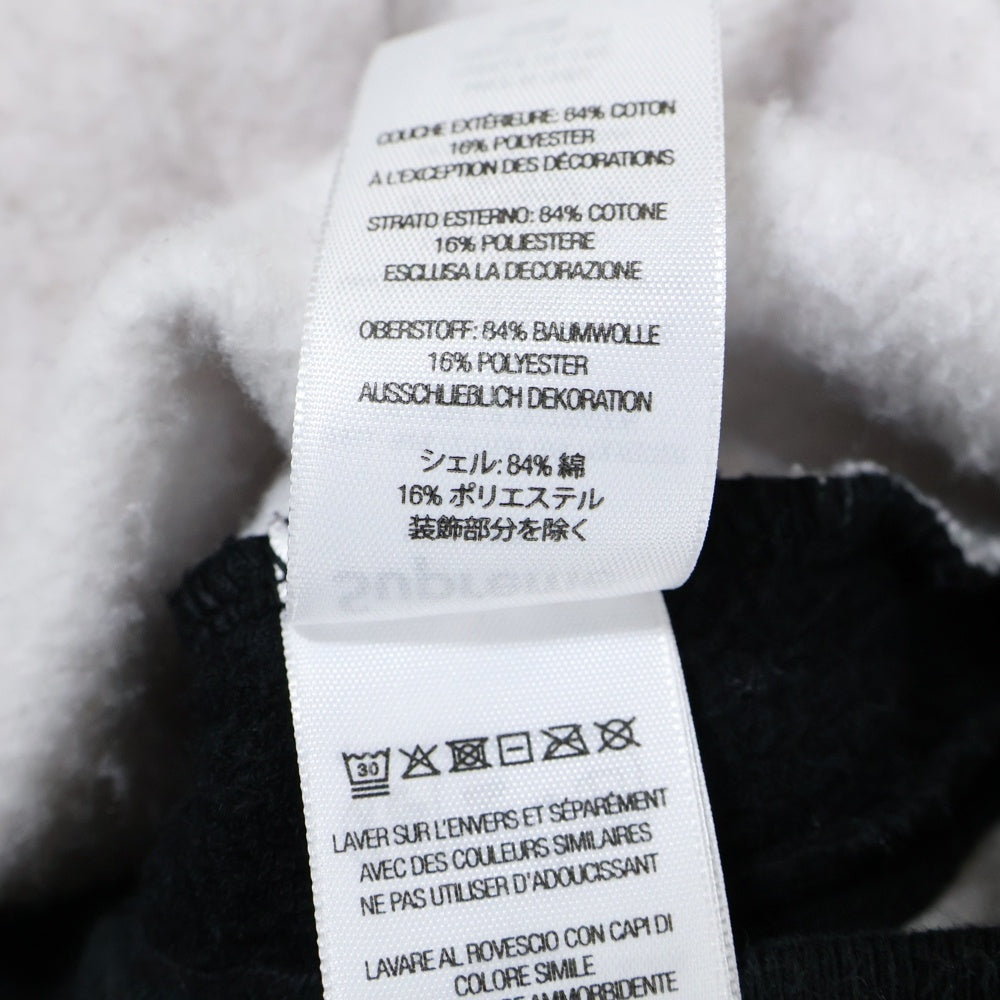 COUCHE EXTÉRIEURE: 84% COTON
16% POLYESTER
À L'EXCEPTION DES DÉCORATIONS
STRATO ESTERNO: 84% COTONE
16% POLIESTERE
ESCLUSA LA DECORAZIONE
OBERSTOFF: 84% BAUMWOLLE
16% POLYESTER
AUSSCHLIEBLICH DEKORATION
シェル: 84% 綿
16% ポリエステル
装飾部分を除く
30
LAVER SUR L'ENVERS ET SÉPARÉMENT
AVEC DES COULEURS SIMILAIRES
NE PAS UTILISER D'ADOUCISSANT
LAVARE AL ROVESCIO CON CAPI DI
COLORE SIMILE
AMMORBIDENTE